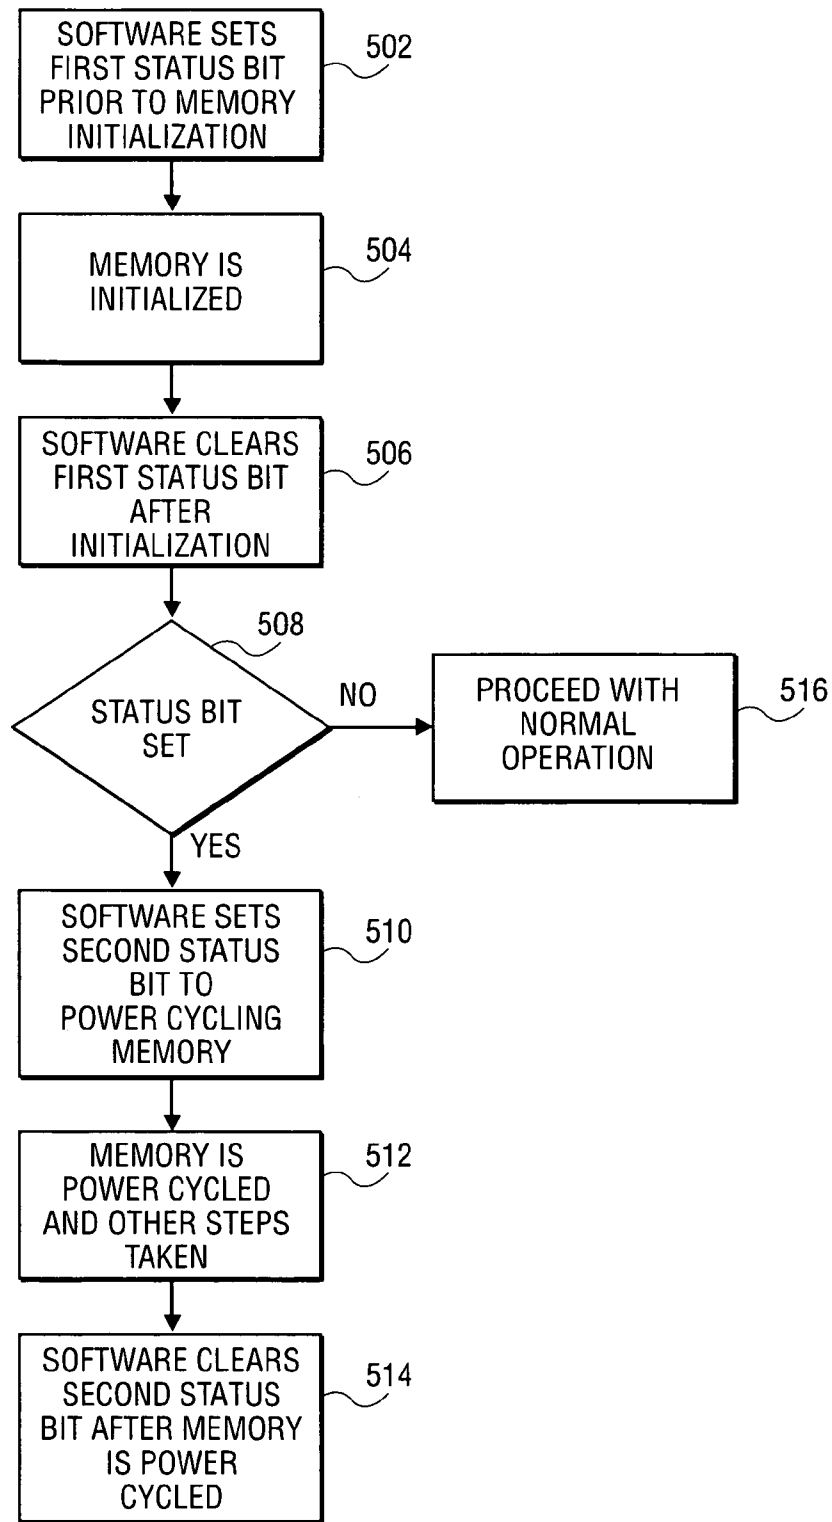 SOFTWARE SETS
FIRST STATUS BIT
PRIOR TO MEMORY
INITIALIZATION
502
MEMORY IS
INITIALIZED
504
SOFTWARE CLEARS
FIRST STATUS BIT
AFTER
INITIALIZATION
506
508
STATUS BIT
SET
NO
PROCEED WITH
NORMAL
OPERATION
516
YES
SOFTWARE SETS
SECOND STATUS
BIT TO
POWER CYCLING
MEMORY
510
MEMORY IS
POWER CYCLED
AND OTHER STEPS
TAKEN
512
SOFTWARE CLEARS
SECOND STATUS
BIT AFTER MEMORY
IS POWER
CYCLED
514